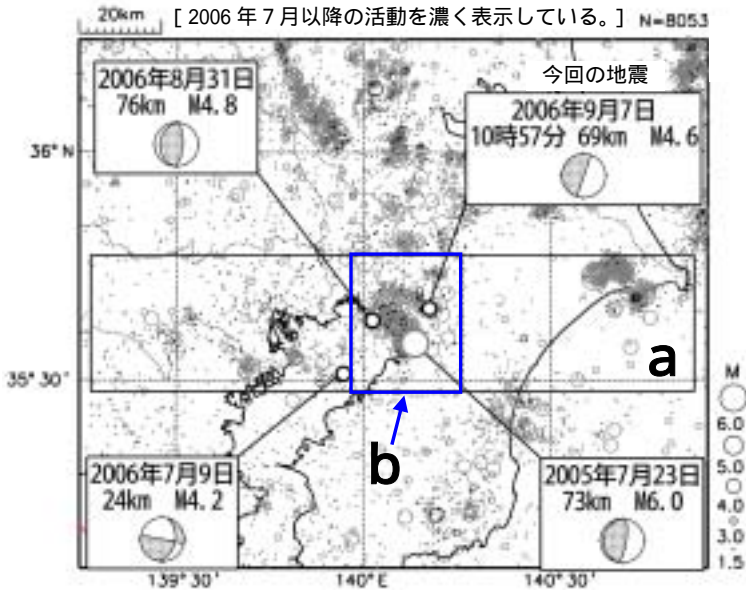 20km [ 2006 年 7 月以降の活動を濃く表示している。] N=8053
2006年8月31日
76km M4.8
今回の地震
2006年9月7日
10時57分 69km M4.6
36° N
a
35° 30'
b
M
6.0
5.0
4.0
3.0
1.5
2006年7月9日
24km M4.2
2005年7月23日
73km M6.0
139° 30' 140° E 140° 30'